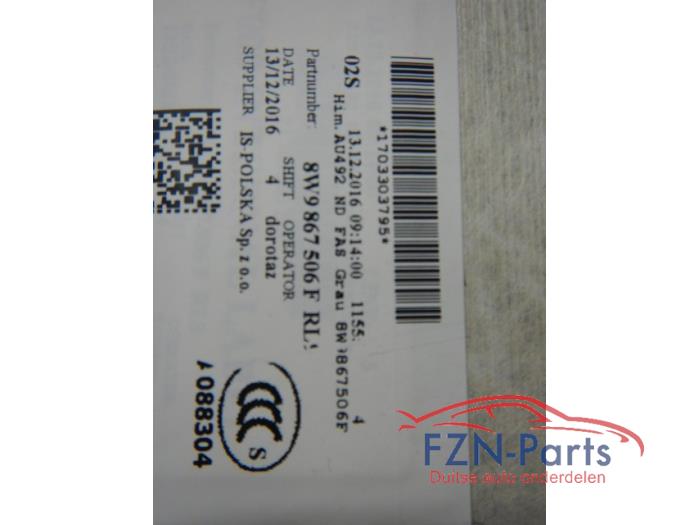 *1703303795*
02S 13.12.2016 09:14:00 1155 4
Him. AU492 ND FAS Grau 8W9867506F
Partnumber: 8W9 867 506 F RL
DATE SHIFT OPERATOR
13/12/2016 4 dorotaz
SUPPLIER IS-POLSKA Sp. z o.o.
CCC S
A088304
FZN-Parts
Duitse auto onderdelen